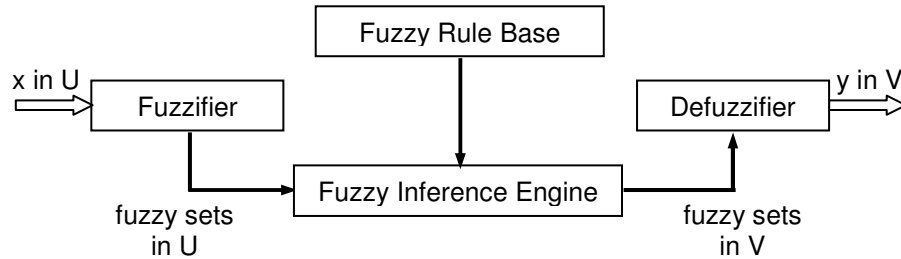 Fuzzy Rule Base
x in U
Fuzzifier
Defuzzifier
y in V
Fuzzy Inference Engine
fuzzy sets
in U
fuzzy sets
in V